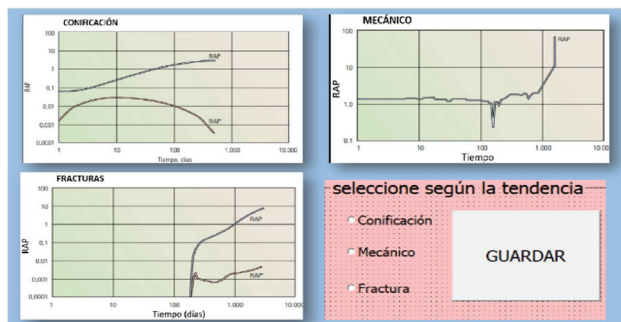 CONIFICACIÓN
100
10
1
0,1
0,01
0,001
0,0001
RAP
RAP
RAP'
1
10
100
1.000
10.000
Tiempo, días
MECÁNICO
100
10
1.0
0.1
RAP
RAP
1
10
100
1.000
10.000
Tiempo
FRACTURAS
100
10
1
0,1
0,01
0,001
0,0001
RAP
RAP
RAP'
1
10
100
1.000
10.000
Tiempo (días)
seleccione según la tendencia
Conificación
Mecánico
Fractura
GUARDAR